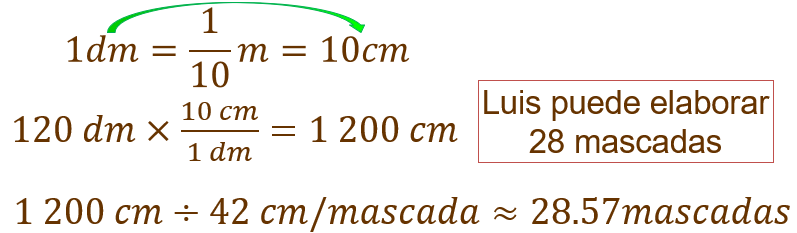 1dm = 1/10 m = 10cm
120 dm × 10 cm/1 dm = 1 200 cm
Luis puede elaborar
28 mascadas
1 200 cm ÷ 42 cm/mascada ≈ 28.57mascadas